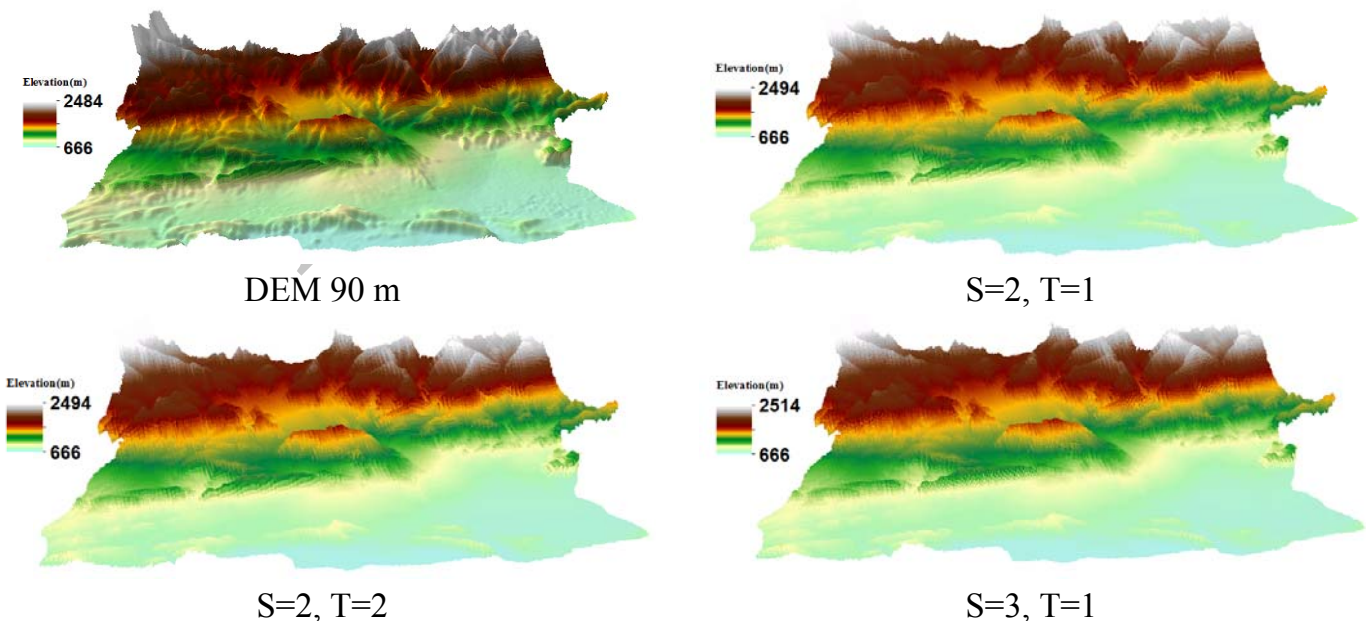 Elevation(m)
2484
666
DEM 90 m
Elevation(m)
2494
666
S=2, T=1
Elevation(m)
2494
666
S=2, T=2
Elevation(m)
2514
666
S=3, T=1